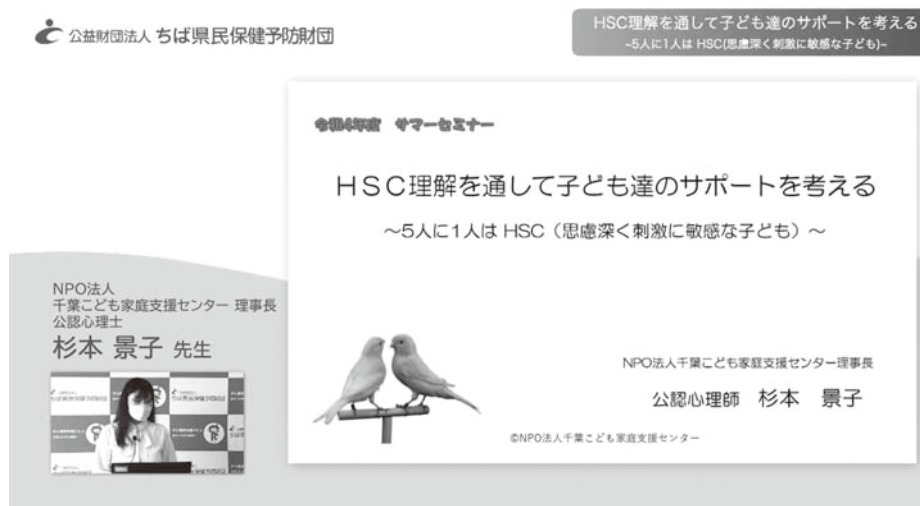 公益財団法人 ちば県民保健予防財団
HSC理解を通して子ども達のサポートを考える
~5人に1人は HSC(思慮深く刺激に敏感な子ども)~
令和4年度 サマーセミナー
HSC理解を通して子ども達のサポートを考える
～5人に1人は HSC（思慮深く刺激に敏感な子ども）～
NPO法人
千葉こども家庭支援センター 理事長
公認心理士
杉本 景子 先生
NPO法人千葉こども家庭支援センター理事長
公認心理師 杉本 景子
©NPO法人千葉こども家庭支援センター